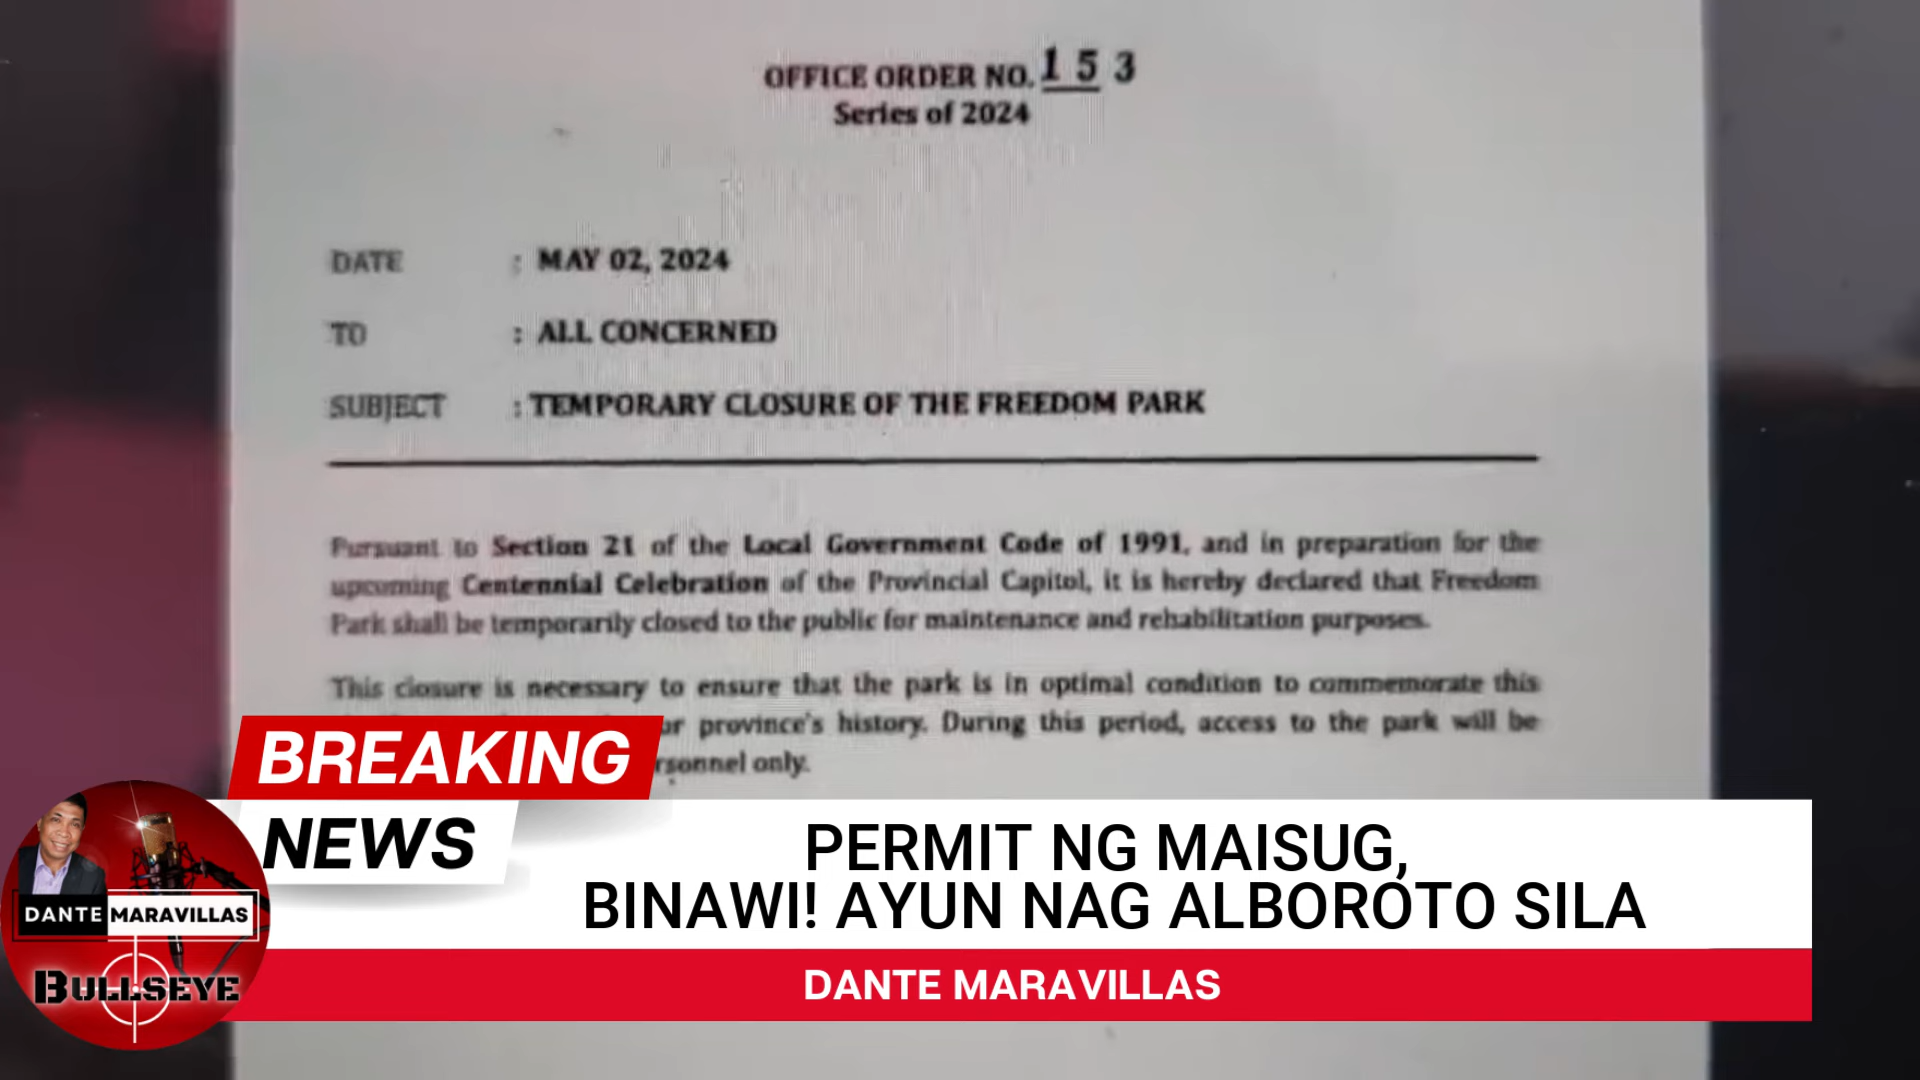 OFFICE ORDER NO. 153
Series of 2024
DATE : MAY 02, 2024
TO : ALL CONCERNED
SUBJECT : TEMPORARY CLOSURE OF THE FREEDOM PARK
Pursuant to Section 21 of the Local Government Code of 1991, and in preparation for the
upcoming Centennial Celebration of the Provincial Capitol, it is hereby declared that Freedom
Park shall be temporarily closed to the public for maintenance and rehabilitation purposes.
This closure is necessary to ensure that the park is in optimal condition to commemorate this
province's history. During this period, access to the park will be
only.
BREAKING
NEWS
PERMIT NG MAISUG,
BINAWI! AYUN NAG ALBOROTO SILA
DANTE MARAVILLAS
DANTE MARAVILLAS
BULLSEYE